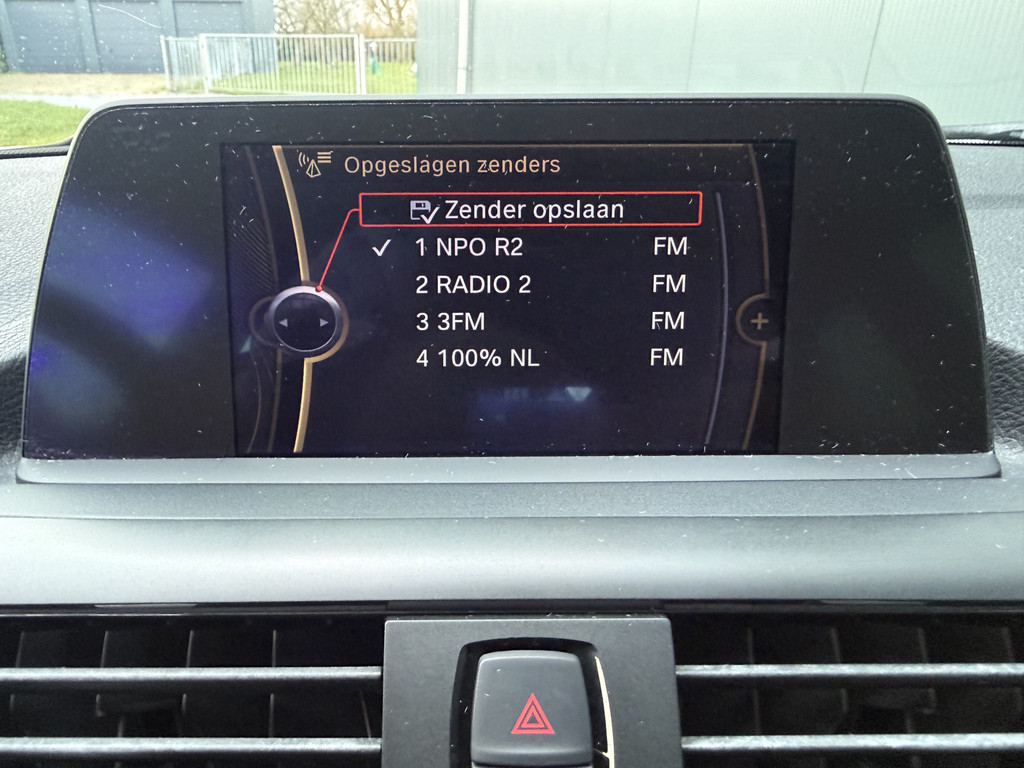 Opgeslagen zenders
Zender opslaan
✓ 1 NPO R2 FM
2 RADIO 2 FM
3 3FM FM
4 100% NL FM